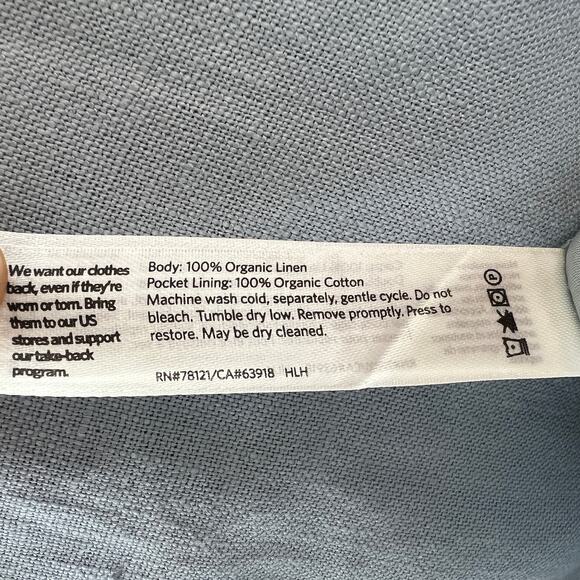 We want our clothes
back, even if they're
worn or torn. Bring
them to our US
stores and support
our take-back
program.
Body: 100% Organic Linen
Pocket Lining: 100% Organic Cotton
Machine wash cold, separately, gentle cycle. Do not
bleach. Tumble dry low. Remove promptly. Press to
restore. May be dry cleaned.
RN#78121/CA#63918 HLH
P